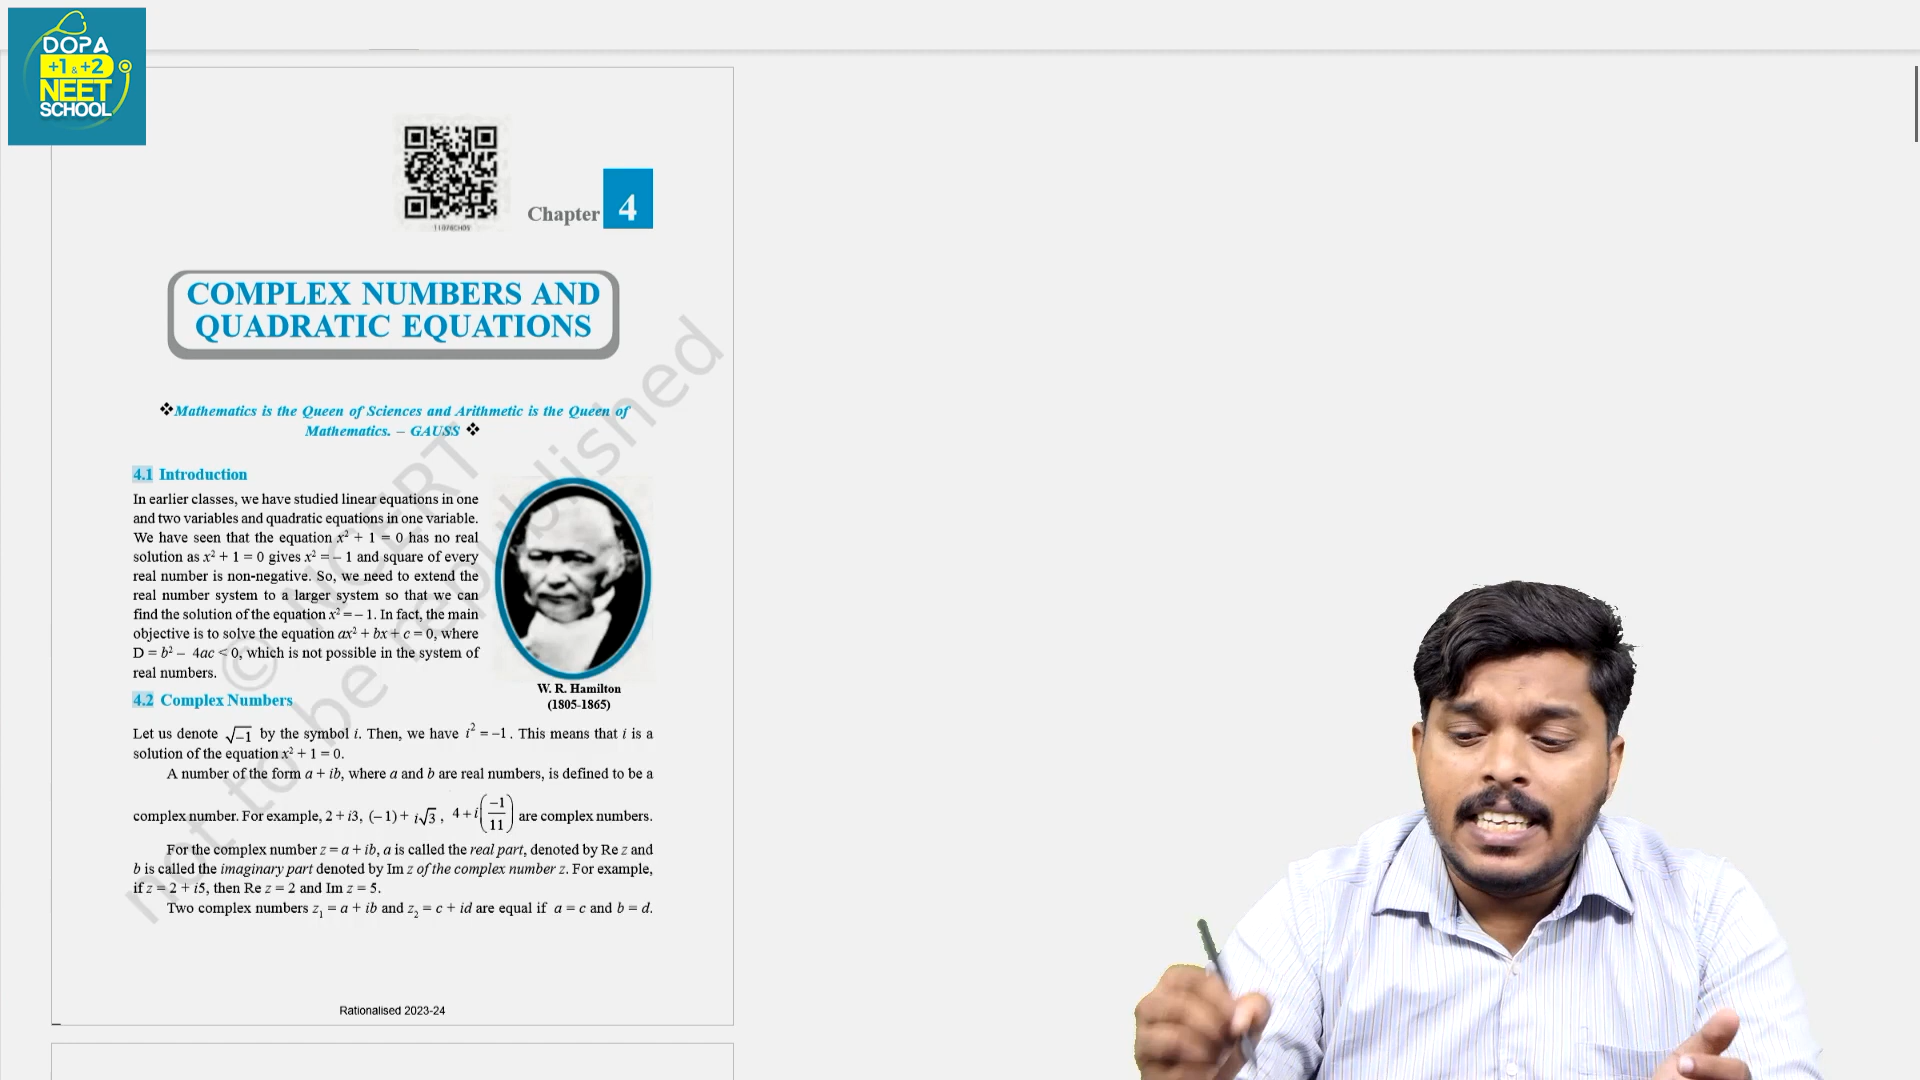 DOPA
+1 & +2
NEET
SCHOOL
11076CH05
Chapter 4
COMPLEX NUMBERS AND
QUADRATIC EQUATIONS
❖Mathematics is the Queen of Sciences and Arithmetic is the Queen of
Mathematics. – GAUSS ❖
4.1 Introduction
In earlier classes, we have studied linear equations in one
and two variables and quadratic equations in one variable.
We have seen that the equation x² + 1 = 0 has no real
solution as x² + 1 = 0 gives x² = – 1 and square of every
real number is non-negative. So, we need to extend the
real number system to a larger system so that we can
find the solution of the equation x² = – 1. In fact, the main
objective is to solve the equation ax² + bx + c = 0, where
D = b² – 4ac < 0, which is not possible in the system of
real numbers.
W. R. Hamilton
(1805-1865)
4.2 Complex Numbers
Let us denote √−1 by the symbol i. Then, we have i² = −1. This means that i is a
solution of the equation x² + 1 = 0.
A number of the form a + ib, where a and b are real numbers, is defined to be a
complex number. For example, 2 + i3, (– 1) + i√3, 4 + i(−1/11) are complex numbers.
For the complex number z = a + ib, a is called the real part, denoted by Re z and
b is called the imaginary part denoted by Im z of the complex number z. For example,
if z = 2 + i5, then Re z = 2 and Im z = 5.
Two complex numbers z₁ = a + ib and z₂ = c + id are equal if a = c and b = d.
© NCERT
not to be republished
Rationalised 2023-24